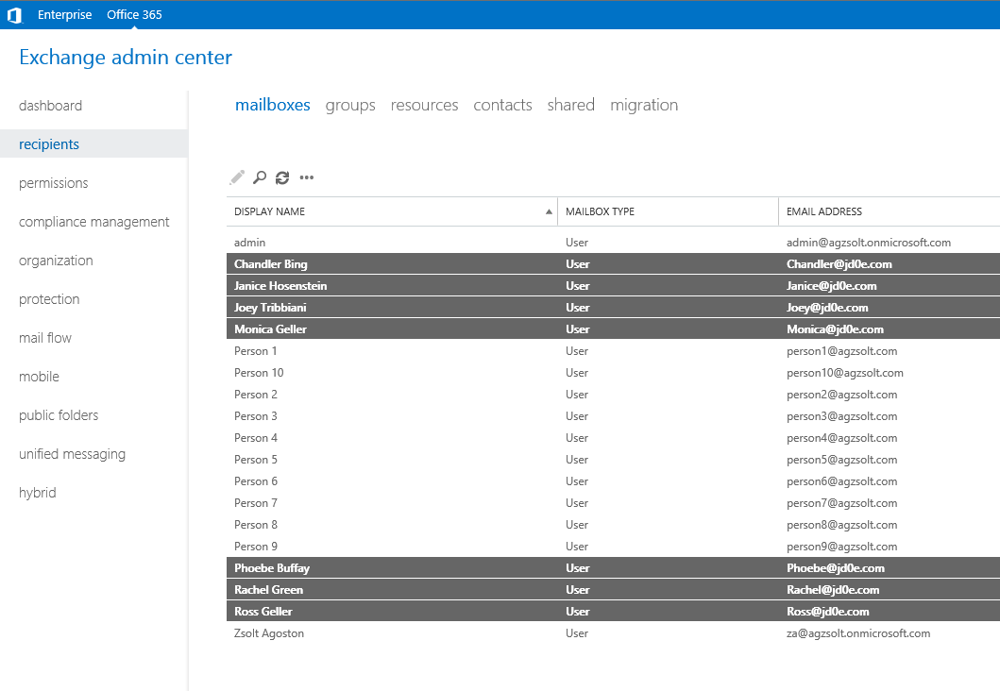 Enterprise Office 365
Exchange admin center
dashboard
recipients
permissions
compliance management
organization
protection
mail flow
mobile
public folders
unified messaging
hybrid
mailboxes groups resources contacts shared migration
DISPLAY NAME MAILBOX TYPE EMAIL ADDRESS
admin User admin@agzsolt.onmicrosoft.com
Chandler Bing User Chandler@jd0e.com
Janice Hosenstein User Janice@jd0e.com
Joey Tribbiani User Joey@jd0e.com
Monica Geller User Monica@jd0e.com
Person 1 User person1@agzsolt.com
Person 10 User person10@agzsolt.com
Person 2 User person2@agzsolt.com
Person 3 User person3@agzsolt.com
Person 4 User person4@agzsolt.com
Person 5 User person5@agzsolt.com
Person 6 User person6@agzsolt.com
Person 7 User person7@agzsolt.com
Person 8 User person8@agzsolt.com
Person 9 User person9@agzsolt.com
Phoebe Buffay User Phoebe@jd0e.com
Rachel Green User Rachel@jd0e.com
Ross Geller User Ross@jd0e.com
Zsolt Agoston User za@agzsolt.onmicrosoft.com